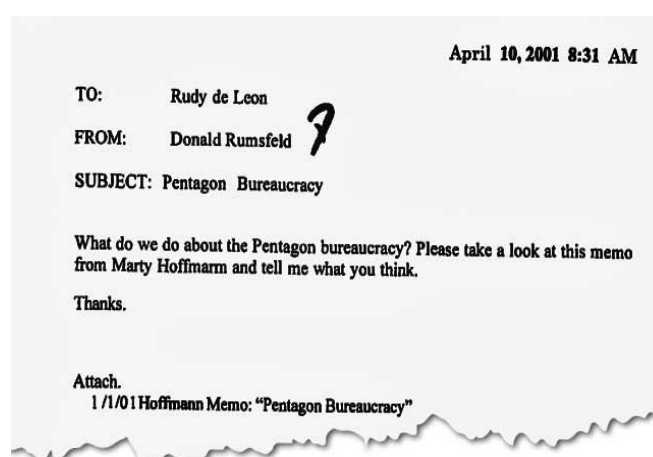 April 10, 2001 8:31 AM
TO: Rudy de Leon
FROM: Donald Rumsfeld
SUBJECT: Pentagon Bureaucracy
What do we do about the Pentagon bureaucracy? Please take a look at this memo
from Marty Hoffmarm and tell me what you think.
Thanks.
Attach.
1/1/01 Hoffmann Memo: “Pentagon Bureaucracy”